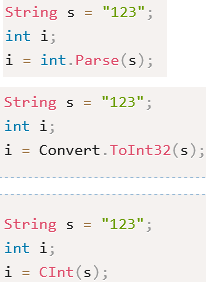 String s = "123";
int i;
i = int.Parse(s);
String s = "123";
int i;
i = Convert.ToInt32(s);
String s = "123";
int i;
i = CInt(s);